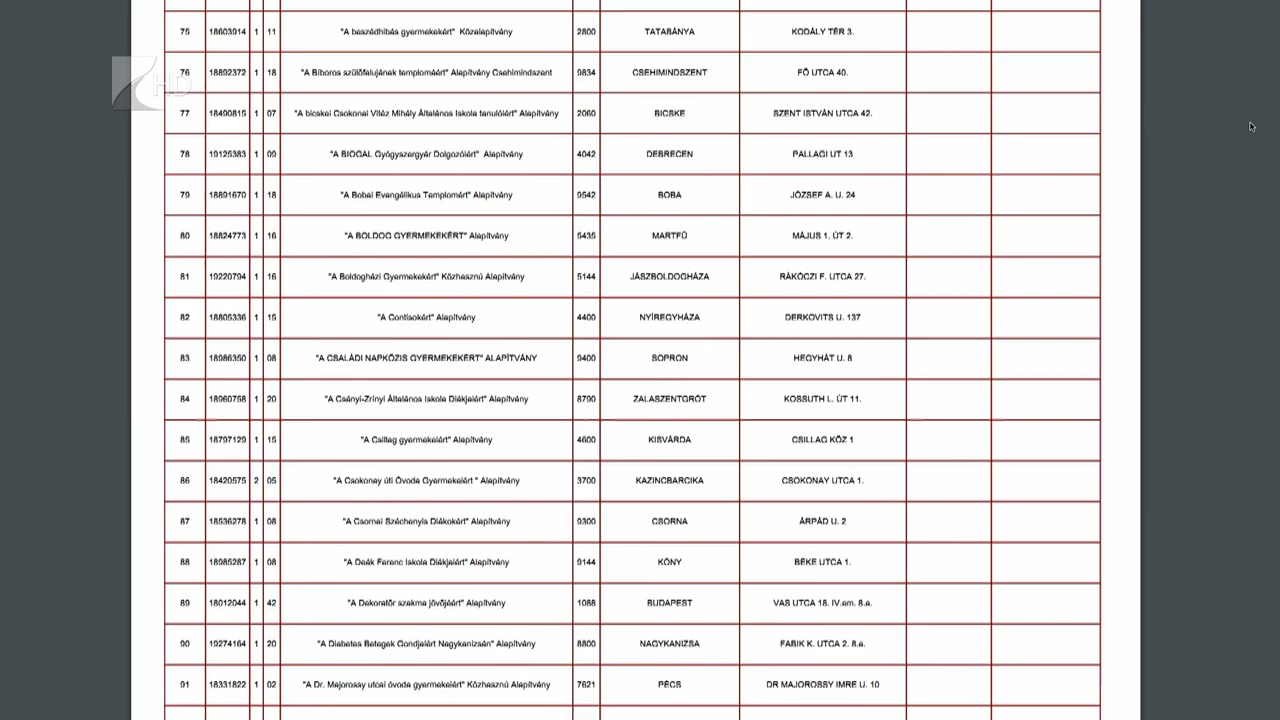 75 18603914 1 11 "A beszédhibás gyermekekért" Közalapítvány 2800 TATABÁNYA KODÁLY TÉR 3.
76 18892372 1 18 "A Bíboros szülőfalujának templomáért" Alapítvány Csehimindszent 9834 CSEHIMINDSZENT FŐ UTCA 40.
HD
77 18490815 1 07 "A bicskei Csokonai Vitéz Mihály Általános Iskola tanulóiért" Alapítvány 2060 BICSKE SZENT ISTVÁN UTCA 42.
78 19125383 1 09 "A BIOGAL Gyógyszergyár Dolgozóiért" Alapítvány 4042 DEBRECEN PALLAGI UT 13
79 18891670 1 18 "A Bobai Evangélikus Templomért" Alapítvány 9542 BOBA JÓZSEF A. U. 24
80 18824773 1 16 "A BOLDOG GYERMEKEKÉRT" Alapítvány 5435 MARTFŰ MÁJUS 1. ÚT 2.
81 19220794 1 16 "A Boldogházi Gyermekekért" Közhasznú Alapítvány 5144 JÁSZBOLDOGHÁZA RÁKÓCZI F. UTCA 27.
82 18805336 1 15 "A Contisokért" Alapítvány 4400 NYÍREGYHÁZA DERKOVITS U. 137
83 18986350 1 08 "A CSALÁDI NAPKÖZIS GYERMEKEKÉRT" ALAPÍTVÁNY 9400 SOPRON HEGYHÁT U. 8
84 18960758 1 20 "A Csányi-Zrínyi Általános Iskola Diákjaiért" Alapítvány 8790 ZALASZENTGRÓT KOSSUTH L. ÚT 11.
85 18797129 1 15 "A Csillag gyermekeiért" Alapítvány 4600 KISVÁRDA CSILLAG KÖZ 1
86 18420575 2 05 "A Csokonay úti Óvoda Gyermekeiért " Alapítvány 3700 KAZINCBARCIKA CSOKONAY UTCA 1.
87 18536278 1 08 "A Csornai Széchenyis Diákokért" Alapítvány 9300 CSORNA ÁRPÁD U. 2
88 18985287 1 08 "A Deák Ferenc Iskola Diákjaiért" Alapítvány 9144 KÓNY BÉKE UTCA 1.
89 18012044 1 42 "A Dekoratőr szakma jövőjéért" Alapítvány 1088 BUDAPEST VAS UTCA 18. IV.em. 8.a.
90 19274164 1 20 "A Diabetes Betegek Gondjaiért Nagykanizsán" Alapítvány 8800 NAGYKANIZSA FABIK K. UTCA 2. 8.a.
91 18331822 1 02 "A Dr. Majorossy utcai óvoda gyermekeiért" Közhasznú Alapítvány 7621 PÉCS DR MAJOROSSY IMRE U. 10